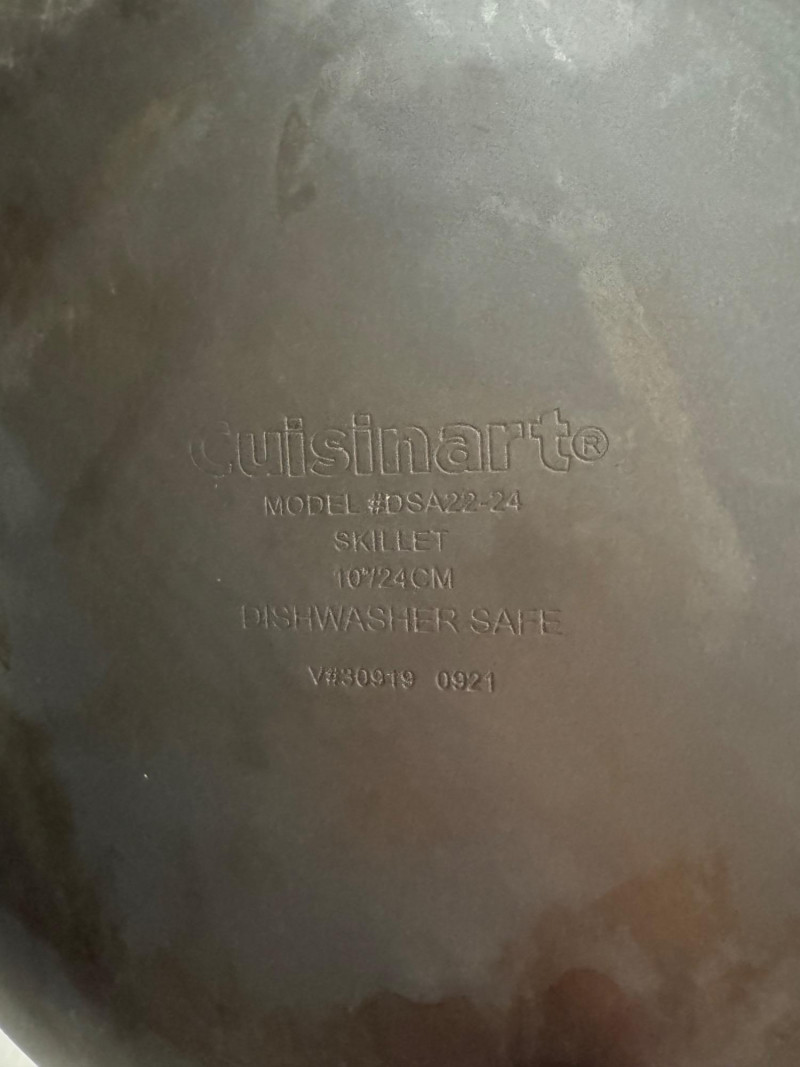 Cuisinart®
MODEL #DSA22-24
SKILLET
10"/24CM
DISHWASHER SAFE
V#30919 0921